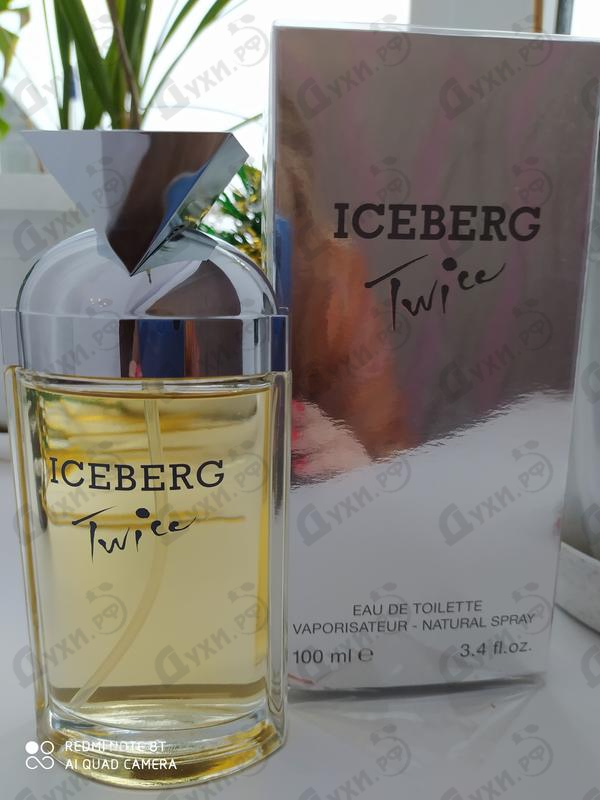 ICEBERG
Twice
EAU DE TOILETTE
VAPORISATEUR - NATURAL SPRAY
100 ml ℮ 3.4 fl.oz.
ICEBERG
Twice
REDMI NOTE 8T
AI QUAD CAMERA
Духи.РФ